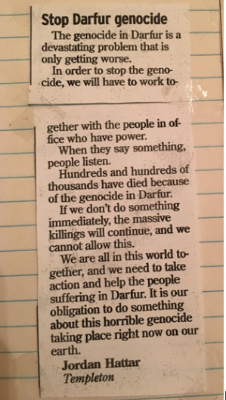 Stop Darfur genocide
The genocide in Darfur is a
devastating problem that is
only getting worse.
In order to stop the geno-
cide, we will have to work to-
gether with the people in of-
fice who have power.
When they say something,
people listen.
Hundreds and hundreds of
thousands have died because
of the genocide in Darfur.
If we don't do something
immediately, the massive
killings will continue, and we
cannot allow this.
We are all in this world to-
gether, and we need to take
action and help the people
suffering in Darfur. It is our
obligation to do something
about this horrible genocide
taking place right now on our
earth.
Jordan Hattar
Templeton